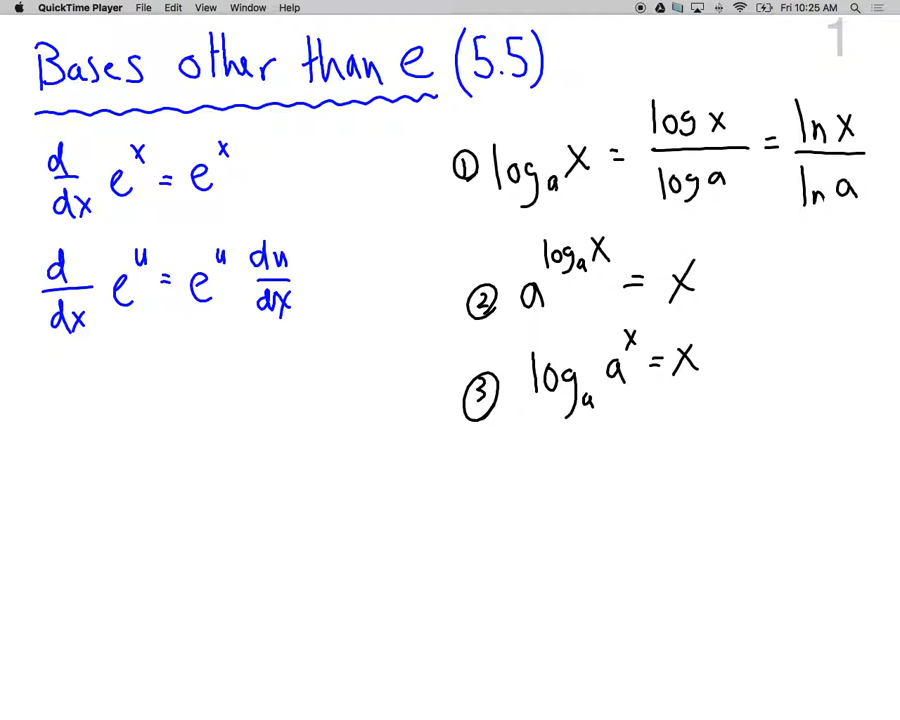 QuickTime Player File Edit View Window Help Fri 10:25 AM
1
Bases other than e (5.5)
d/dx e^x = e^x
d/dx e^u = e^u du/dx
① log_a x = log x / log a = ln x / ln a
② a^(log_a x) = x
③ log_a a^x = x